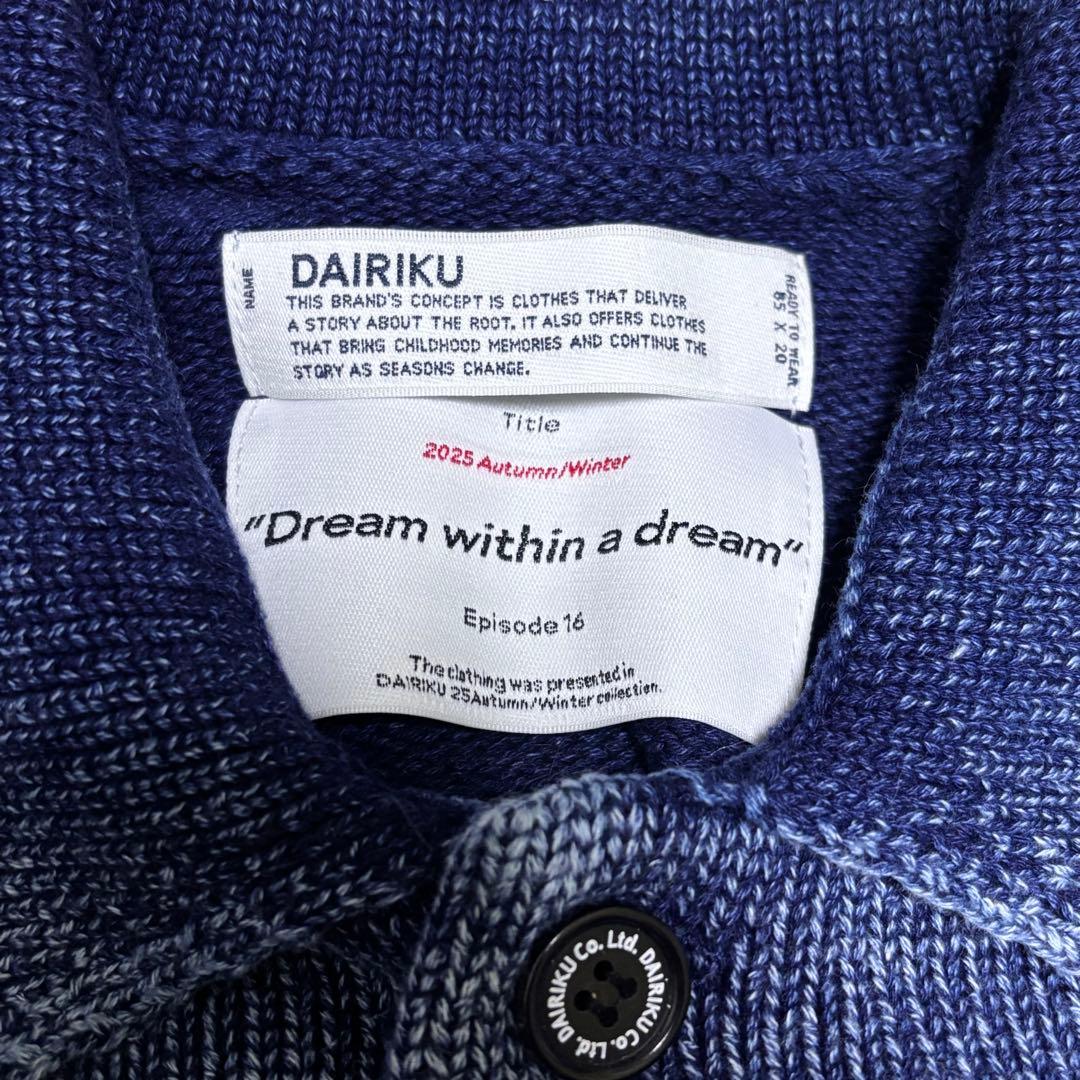 NAME
DAIRIKU
THIS BRAND'S CONCEPT IS CLOTHES THAT DELIVER
A STORY ABOUT THE ROOT. IT ALSO OFFERS CLOTHES
THAT BRING CHILDHOOD MEMORIES AND CONTINUE THE
STORY AS SEASONS CHANGE.
READY TO WEAR
85 X 20
Title
2025 Autumn/Winter
"Dream within a dream"
Episode 16
The clothing was presented in
DAIRIKU 25Autumn/Winter collection.
DAIRIKU Co. Ltd. DAIRIKU Co. Ltd.